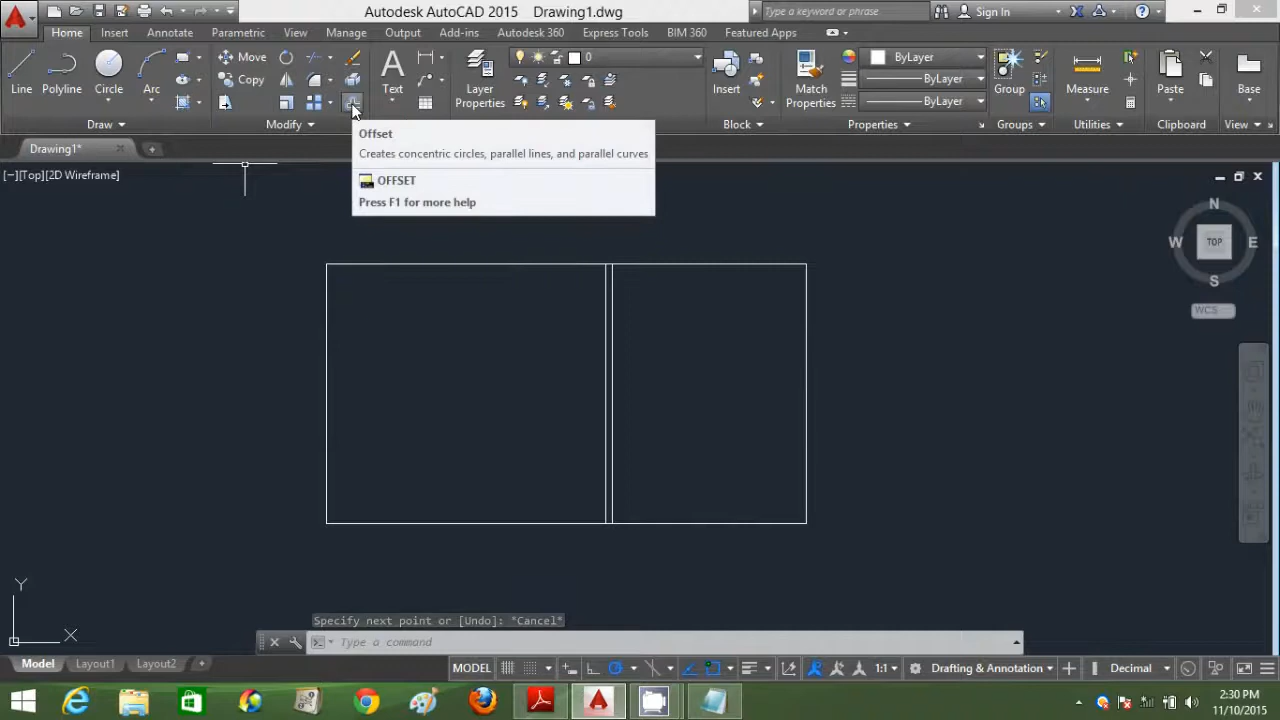 Autodesk AutoCAD 2015 Drawing1.dwg
Type a keyword or phrase
Sign In
Home Insert Annotate Parametric View Manage Output Add-ins Autodesk 360 Express Tools BIM 360 Featured Apps
Line
Polyline
Circle
Arc
Move
Copy
Text
Layer
Properties
0
Insert
Match
Properties
ByLayer
ByLayer
ByLayer
Group
Measure
Paste
Base
Draw
Modify
Block
Properties
Groups
Utilities
Clipboard
View
Drawing1*
Offset
Creates concentric circles, parallel lines, and parallel curves
OFFSET
Press F1 for more help
[−][Top][2D Wireframe]
N
W
TOP
E
S
WCS
Y
X
Specify next point or [Undo]: *Cancel*
Type a command
Model Layout1 Layout2 +
MODEL
1:1
Drafting & Annotation
Decimal
2:30 PM
11/10/2015